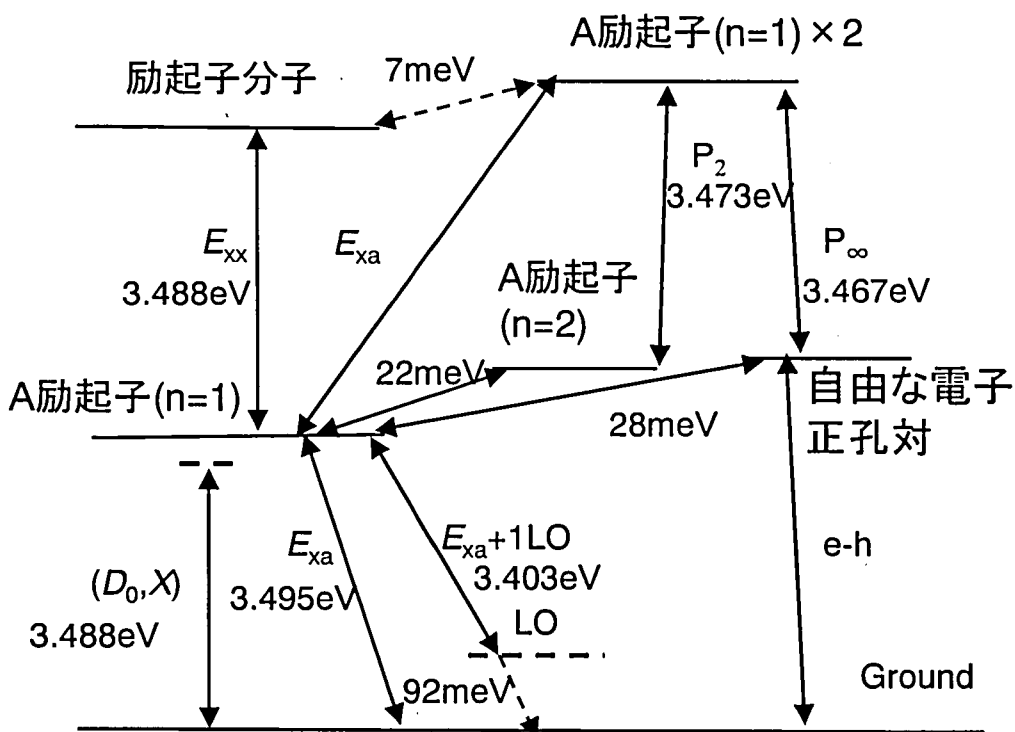 A励起子(n=1)×2
励起子分子
7meV
P₂
3.473eV
Exx
3.488eV
Exa
P∞
3.467eV
A励起子
(n=2)
22meV
A励起子(n=1)
28meV
自由な電子
正孔対
Exa
3.495eV
Exa+1LO
3.403eV
e-h
(D₀,X)
3.488eV
LO
92meV
Ground